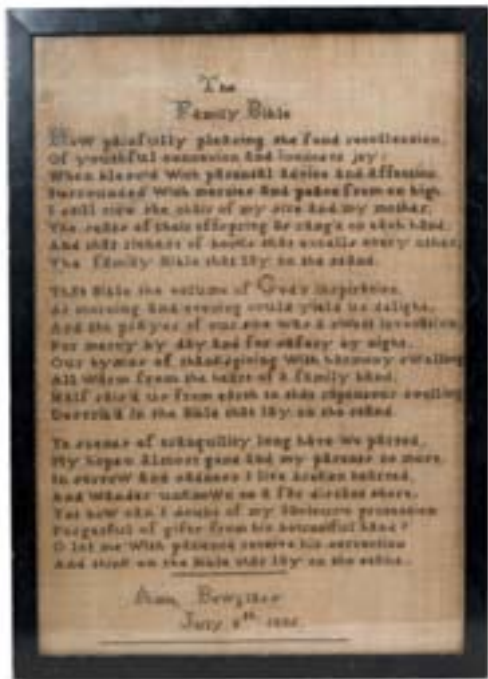 The
Family Bible
How painfully pleasing the fond recollection,
Of youthful connexion and innocent joy;
When bless'd With parental advice and affection
Surrounded With mercies and peace from on high
I still view the chair of my sire and my mother,
The seats of their offspring as rang'd on each hand,
And that richest of books that excells every other,
The family Bible that lay on the stand.
That Bible the volume of God's inspiration,
At morning and evening could yield us delight,
And the prayer of our sire was a sweet invocation,
For mercy by day and for safety by night.
Our hymns of thanksgiving With harmony swelling
All Warm from the heart of a family band,
Half rais'd us from earth to that rapturous dwelling
Describ'd in the Bible that lay on the stand.
Ye scenes of tranquility long have We parted,
My hopes almost gone and my parents no more,
In sorrow and sadness I live broken hearted,
And Wander unknoWn on a far distant shore.
Yet how can I doubt of my Saviours protection
Forgetful of gifts from his bountiful hand?
O let me With patience receive his correction
And think on the Bible that lay on the stand.
Ann
July